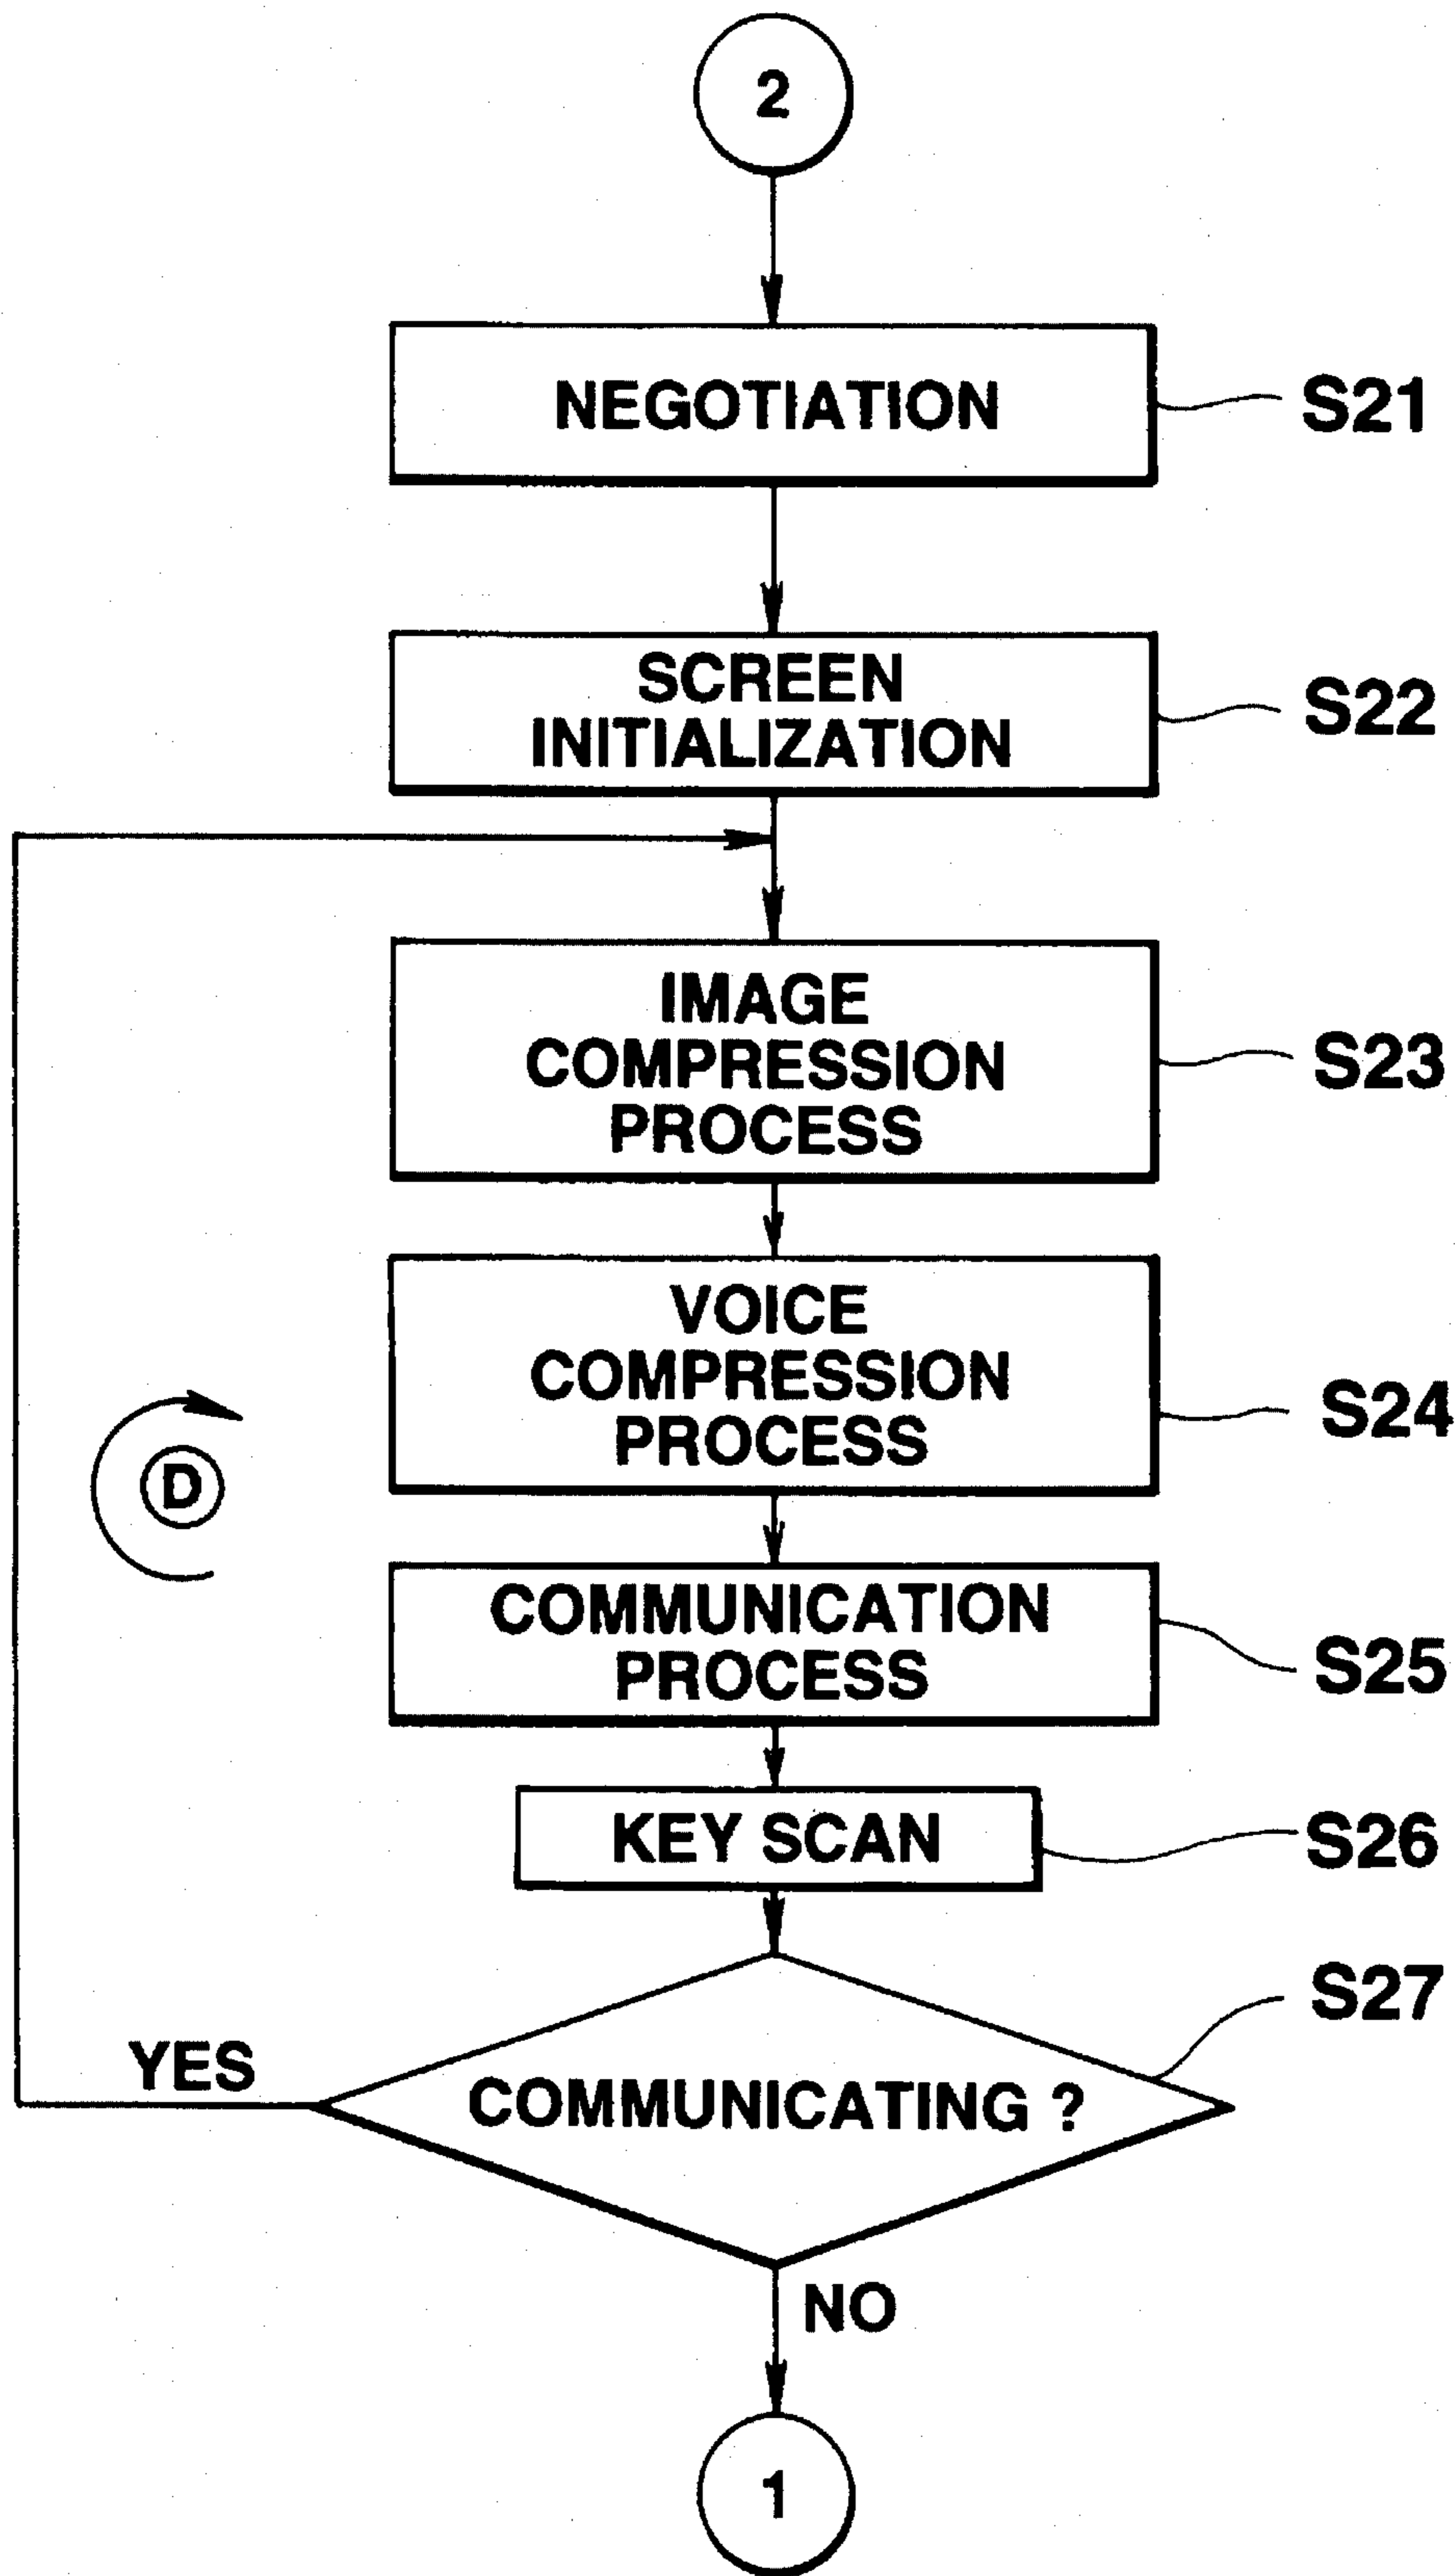 2
NEGOTIATION
S21
SCREEN
INITIALIZATION
S22
IMAGE
COMPRESSION
PROCESS
S23
VOICE
COMPRESSION
PROCESS
S24
D
COMMUNICATION
PROCESS
S25
KEY SCAN
S26
S27
YES
COMMUNICATING ?
NO
1